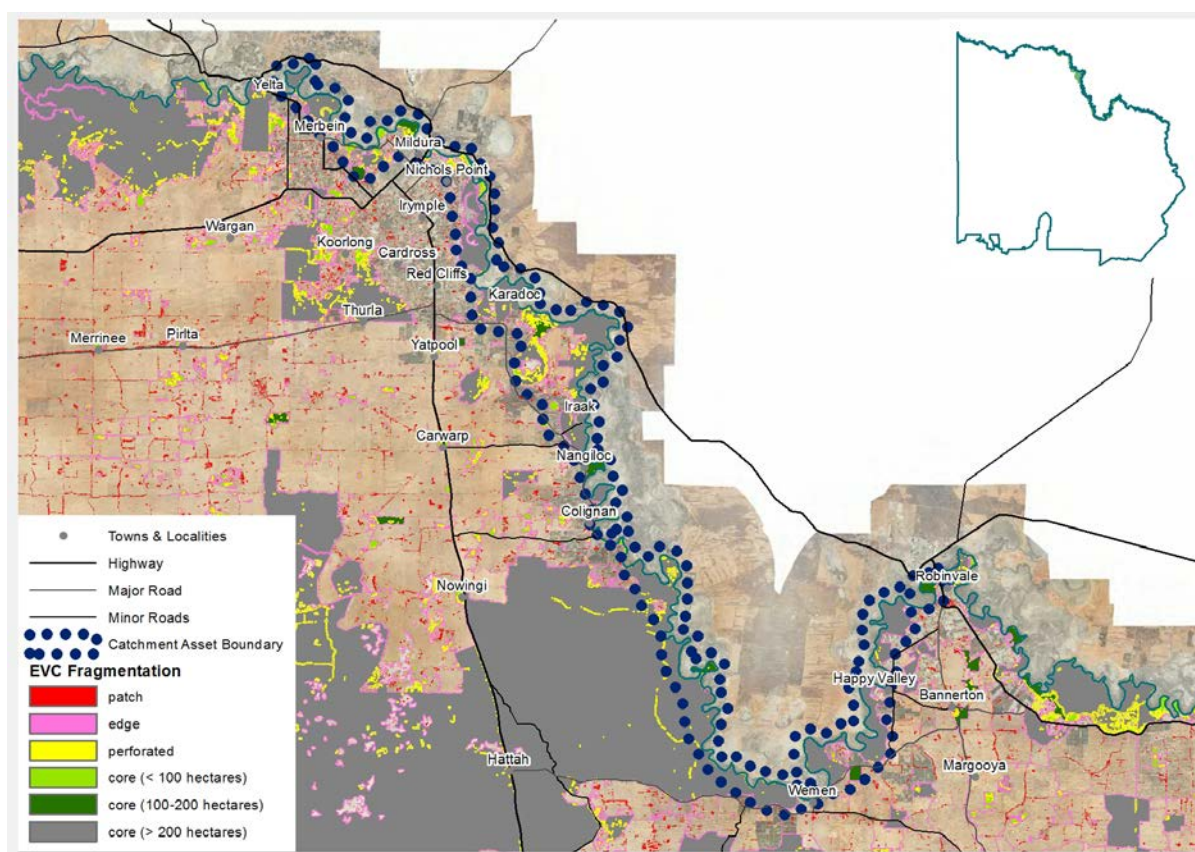 Yelta
Merbein
Mildura
Nichols Point
Irymple
Wargan
Koorlong
Cardross
Red Cliffs
Karadoc
Thurla
Merrinee
Pirlta
Yatpool
Iraak
Carwarp
Nangiloc
Colignan
Nowingi
Robinvale
Happy Valley
Bannerton
Hattah
Margooya
Wemen
Towns & Localities
Highway
Major Road
Minor Roads
Catchment Asset Boundary
EVC Fragmentation
patch
edge
perforated
core (< 100 hectares)
core (100-200 hectares)
core (> 200 hectares)